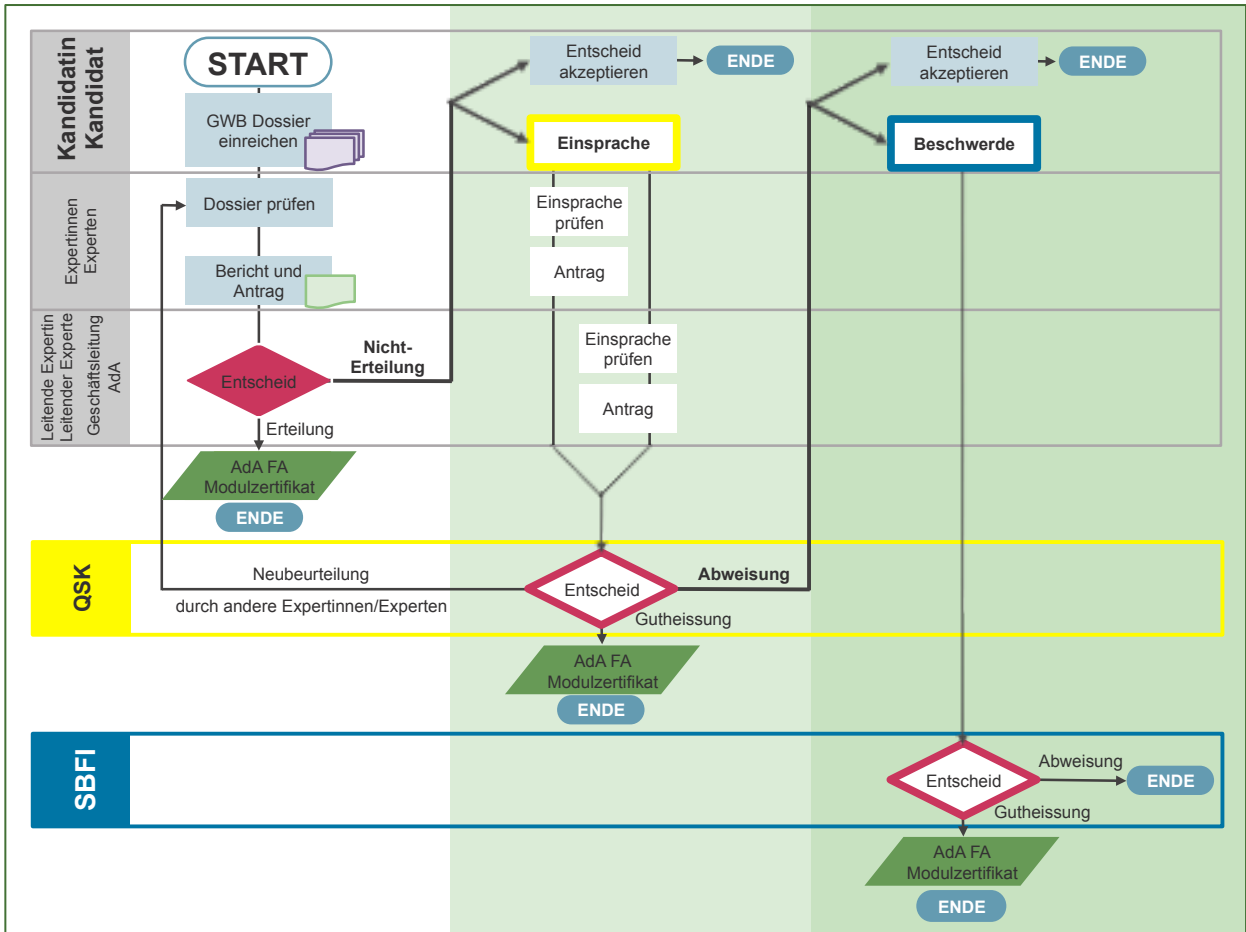 Kandidatin
Kandidat
START
GWB Dossier
einreichen
Entscheid
akzeptieren
ENDE
Einsprache
Entscheid
akzeptieren
ENDE
Beschwerde
Expertinnen
Experten
Dossier prüfen
Bericht und
Antrag
Einsprache
prüfen
Antrag
Leitende Expertin
Leitender Experte
Geschäftsleitung
AdA
Entscheid
Nicht-
Erteilung
Erteilung
Einsprache
prüfen
Antrag
AdA FA
Modulzertifikat
ENDE
QSK
Neubeurteilung
durch andere Expertinnen/Experten
Entscheid
Abweisung
Gutheissung
AdA FA
Modulzertifikat
ENDE
SBFI
Entscheid
Abweisung
ENDE
Gutheissung
AdA FA
Modulzertifikat
ENDE